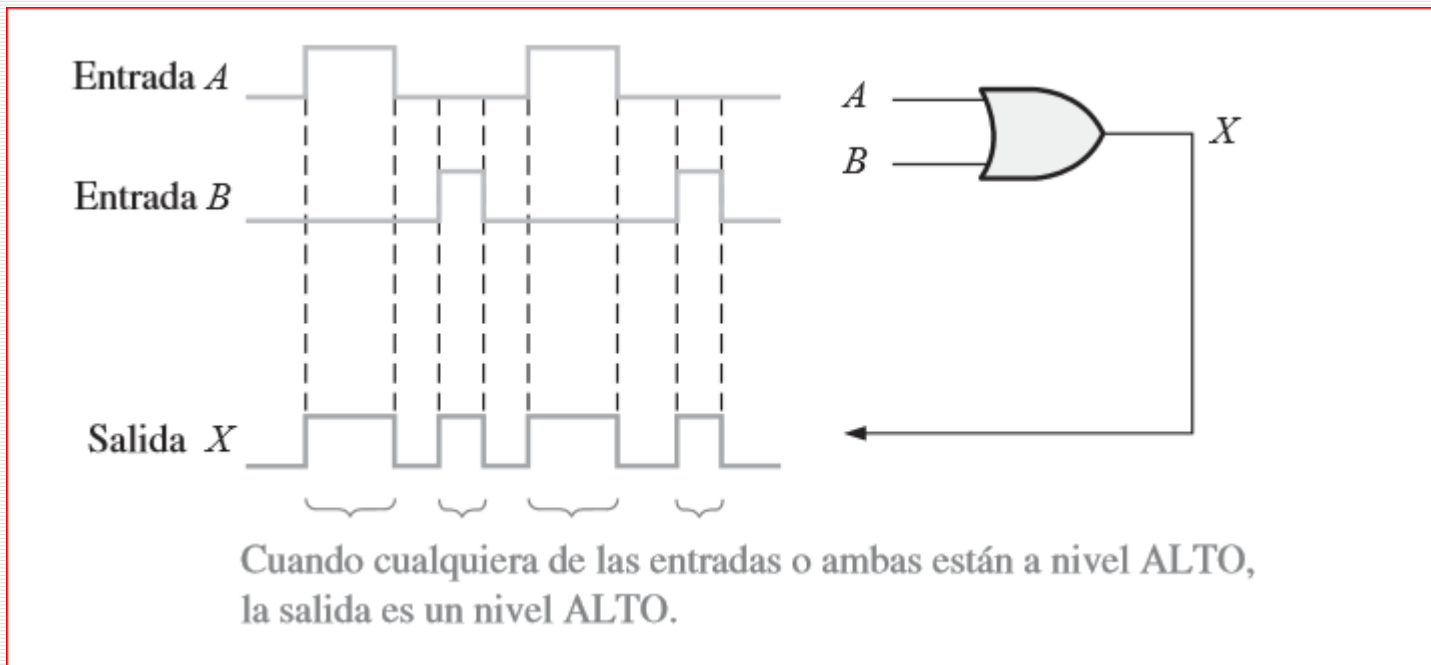 Entrada A
Entrada B
Salida X
A
B
X
Cuando cualquiera de las entradas o ambas están a nivel ALTO,
la salida es un nivel ALTO.